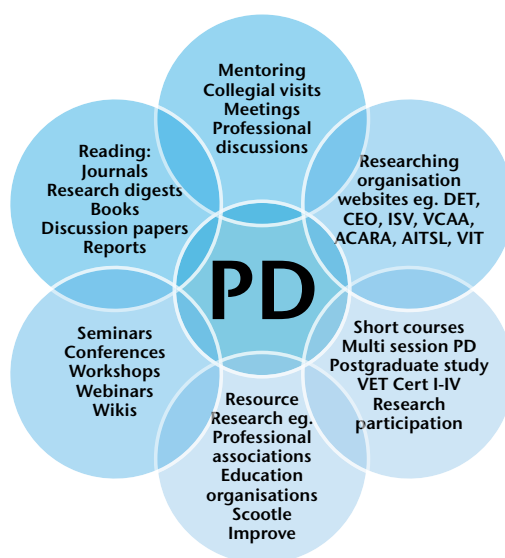 Mentoring
Collegial visits
Meetings
Professional
discussions
Reading:
Journals
Research digests
Books
Discussion papers
Reports
Researching
organisation
websites eg. DET,
CEO, ISV, VCAA,
ACARA, AITSL, VIT
PD
Seminars
Conferences
Workshops
Webinars
Wikis
Short courses
Multi session PD
Postgraduate study
VET Cert I-IV
Research
participation
Resource
Research eg.
Professional
associations
Education
organisations
Scootle
Improve